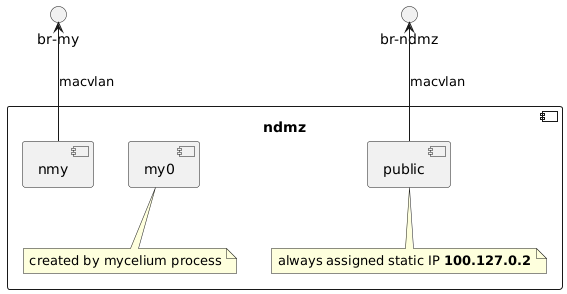 br-my
br-ndmz
macvlan
macvlan
ndmz
nmy
my0
public
created by mycelium process
always assigned static IP 100.127.0.2